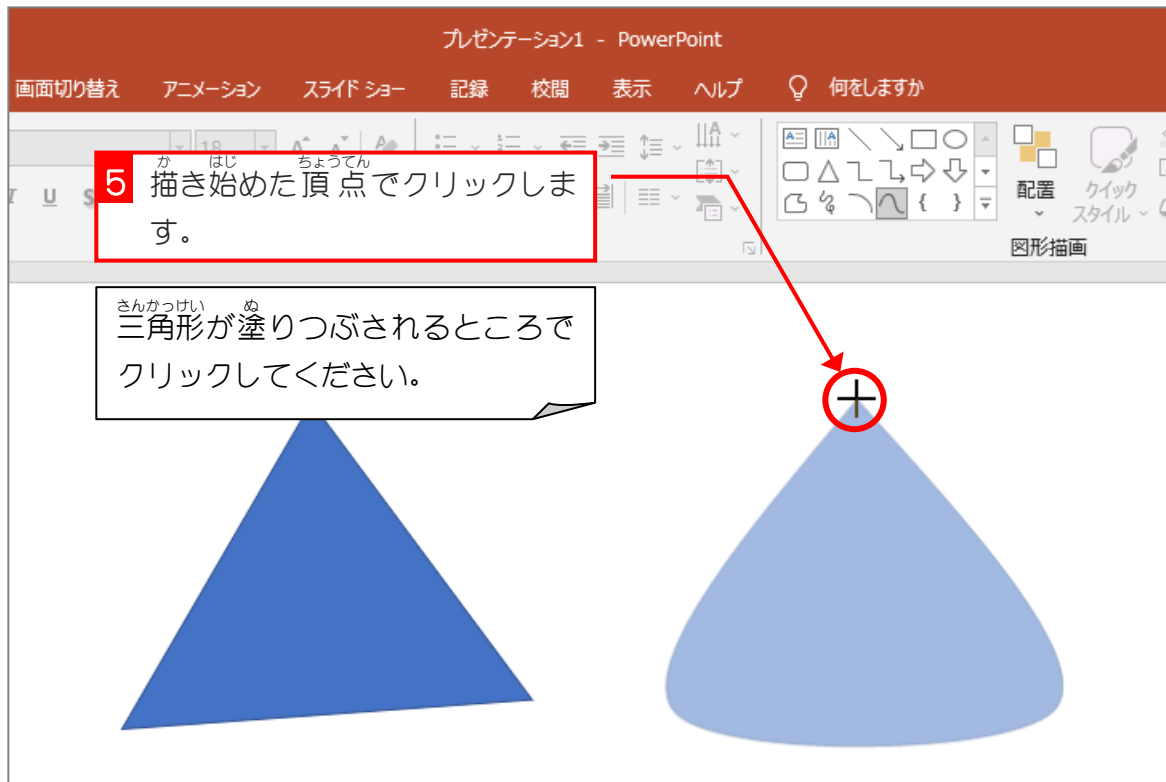 プレゼンテーション1 - PowerPoint
画面切り替え アニメーション スライド ショー 記録 校閲 表示 ヘルプ 何をしますか
18
U S
配置 クイック
スタイル
図形描画
か はじ ちょうてん
5 描き始めた頂点でクリックしま
す。
さんかっけい ぬ
三角形が塗りつぶされるところで
クリックしてください。